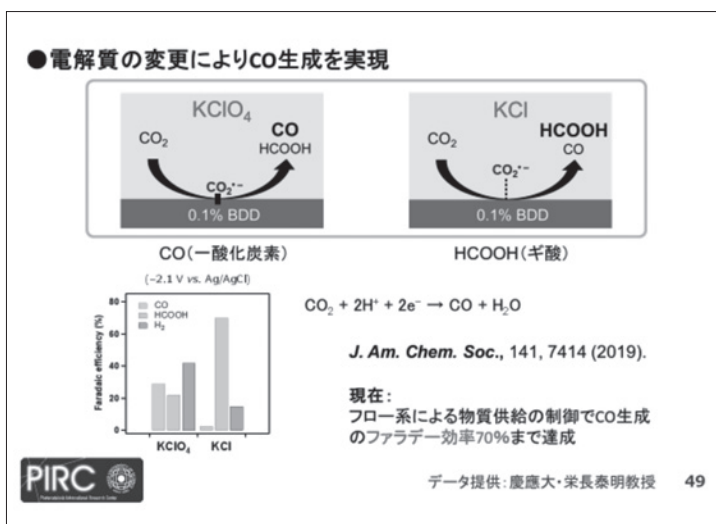 ●電解質の変更によりCO生成を実現
KClO₄
CO₂
CO
HCOOH
CO₂•−
0.1% BDD
KCl
CO₂
HCOOH
CO
CO₂•−
0.1% BDD
CO(一酸化炭素)
HCOOH(ギ酸)
(−2.1 V vs. Ag/AgCl)
Faradaic efficiency (%)
80
60
40
20
0
CO
HCOOH
H₂
KClO₄
KCl
CO₂ + 2H⁺ + 2e⁻ → CO + H₂O
J. Am. Chem. Soc., 141, 7414 (2019).
現在:
フロー系による物質供給の制御でCO生成
のファラデー効率70%まで達成
PIRC
データ提供:慶應大・栄長泰明教授
49